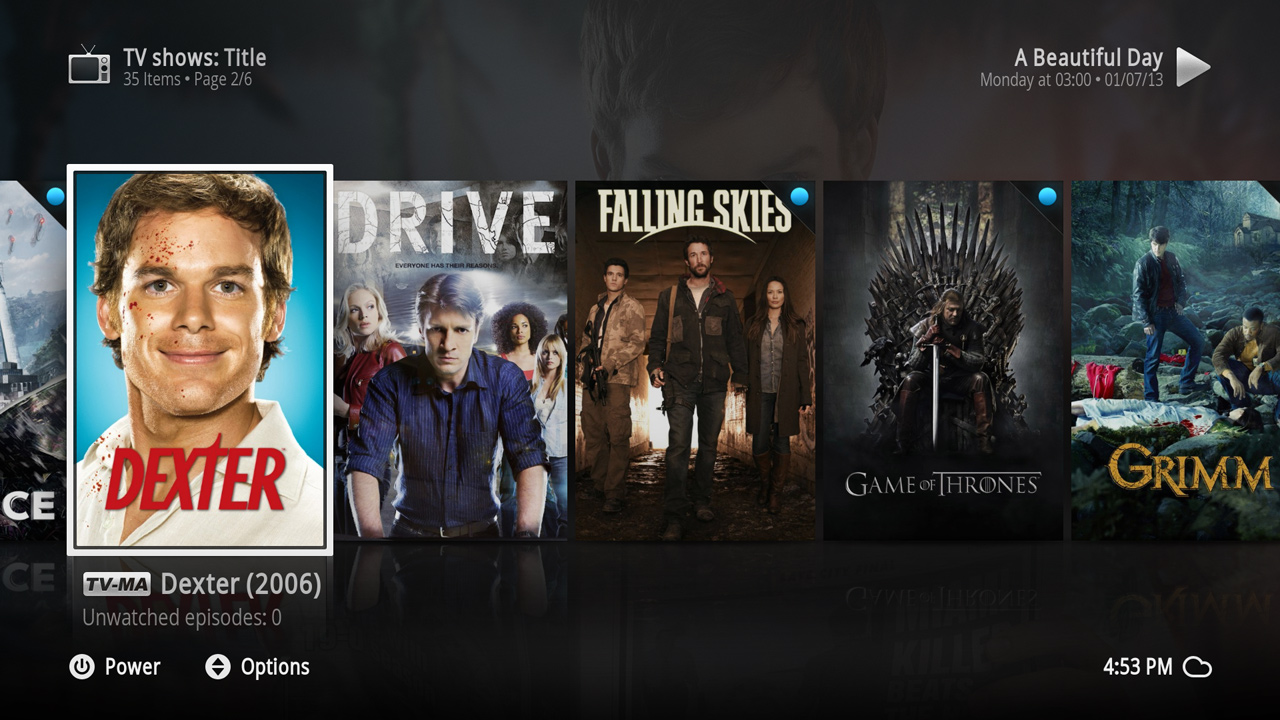 TV shows: Title
35 Items • Page 2/6
A Beautiful Day
Monday at 03:00 • 01/07/13
CE
DEXTER
DRIVE
EVERYONE HAS THEIR REASONS.
FALLING SKIES
GAME OF THRONES
GRIMM
TV-MA Dexter (2006)
Unwatched episodes: 0
Power
Options
4:53 PM